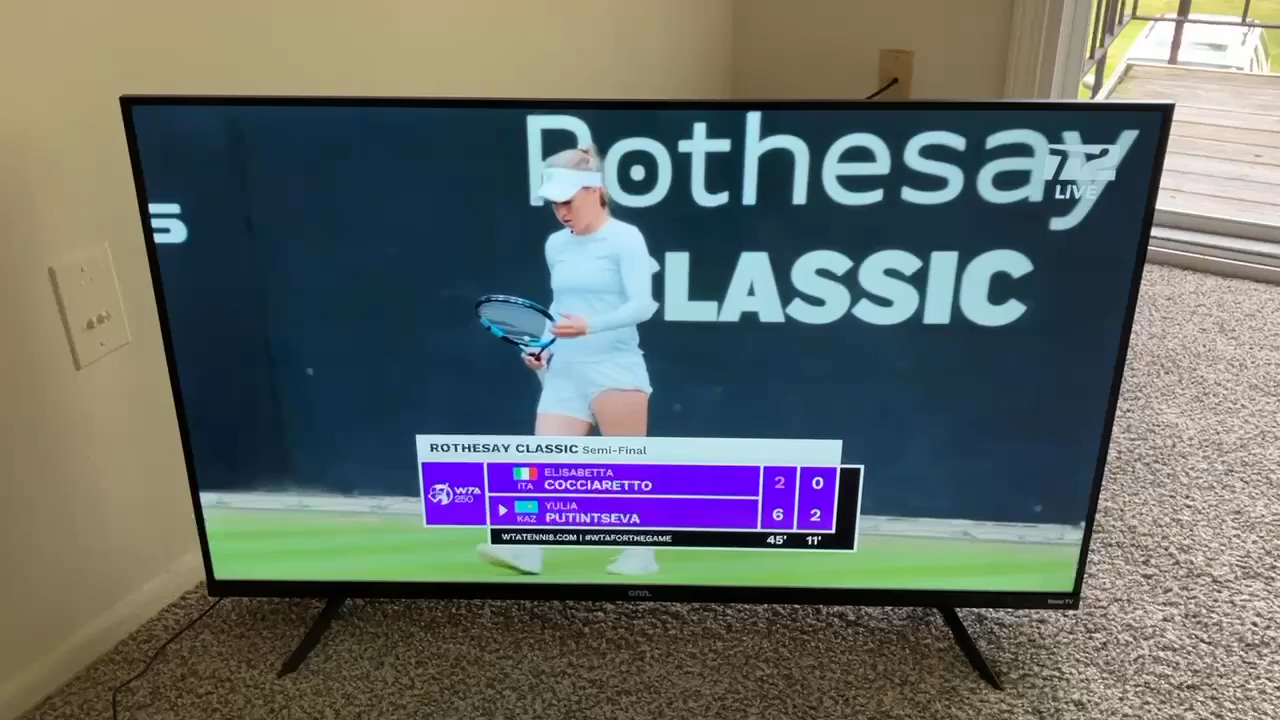 Rothesay
T2
LIVE
S
CLASSIC
ROTHESAY CLASSIC Semi-Final
ELISABETTA
ITA COCCIARETTO 2 0
WTA
250
YULIA
KAZ PUTINTSEVA 6 2
WTATENNIS.COM | #WTAFORTHEGAME 45' 11'
onn.
Roku TV